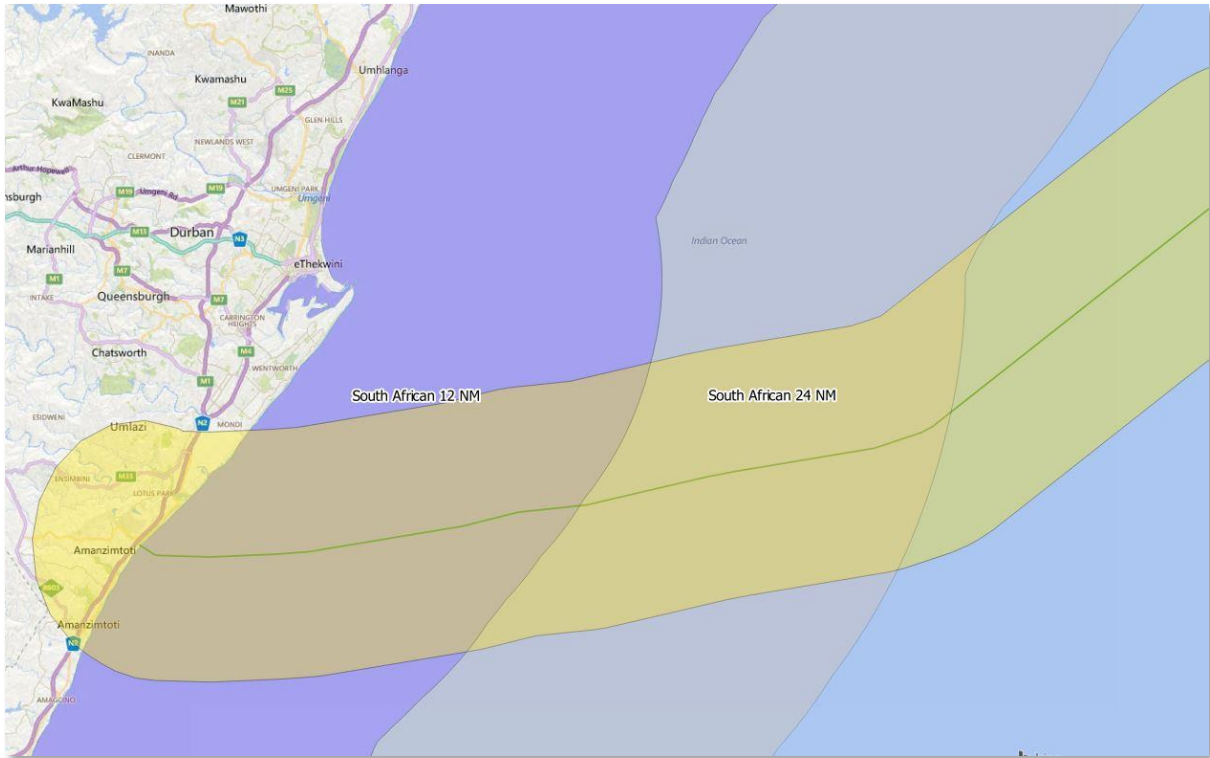 Mawothi
INANDA
Umhlanga
Kwamashu
M25
KwaMashu
M21
GLEN HILLS
NEWLANDS WEST
CLERMONT
Arthur Hopewell
M19
Umgeni Rd
M19
UMGENI PARK
nsburgh
Umgeni
M13
Durban
N3
Indian Ocean
Marianhill
eThekwini
M7
M1
INTAKE
Queensburgh
M7
CARRINGTON
HEIGHTS
Chatsworth
M4
WENTWORTH
M1
South African 12 NM
South African 24 NM
ESIDWENI
Umlazi
N2
MONDI
ENSIMBINI
M35
LOTUS PARK
Amanzimtoti
R603
Amanzimtoti
N2